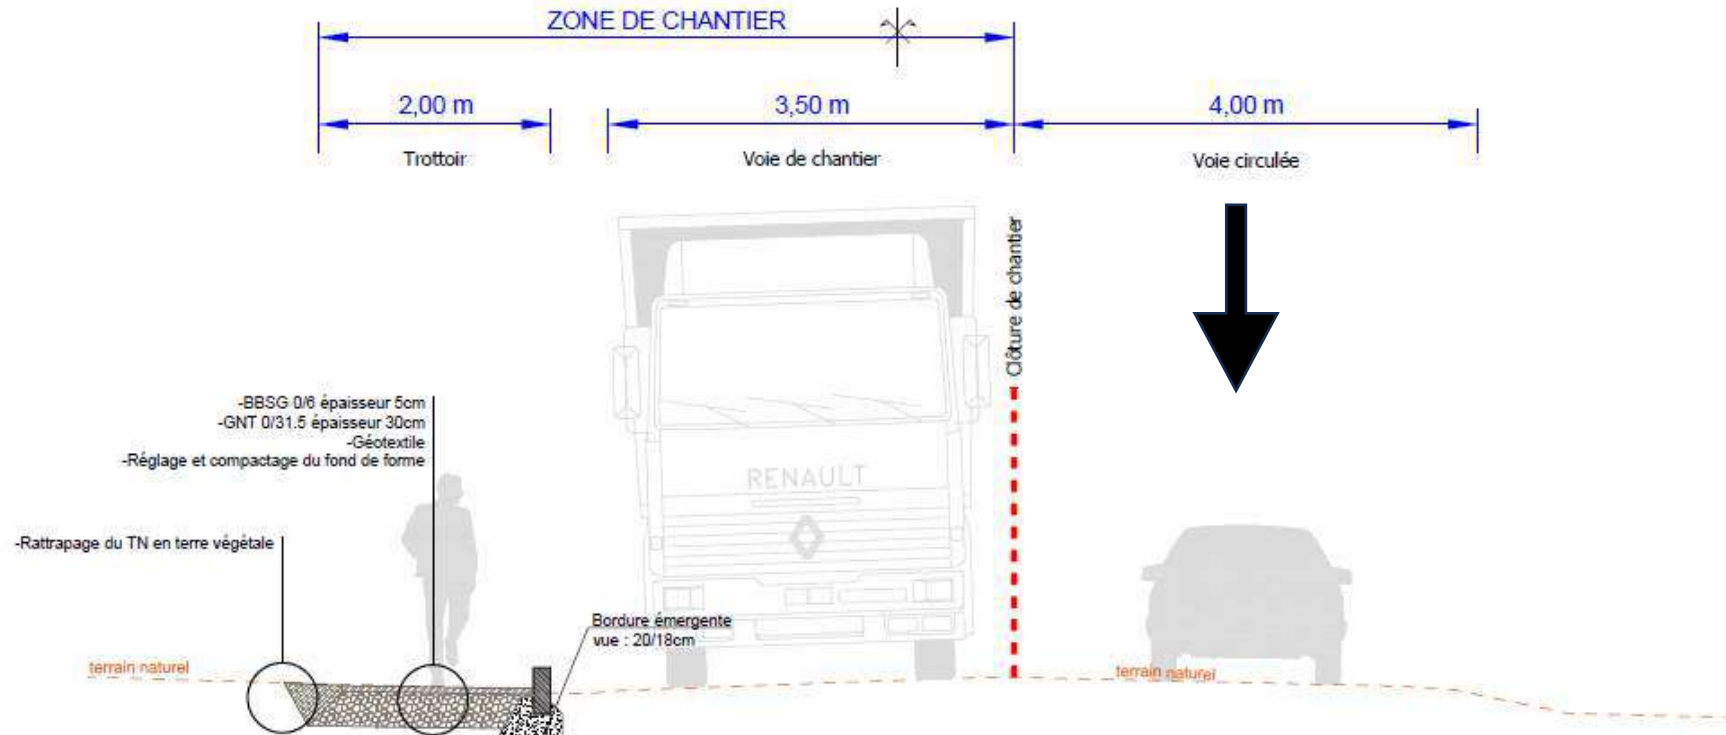 ZONE DE CHANTIER
2,00 m
3,50 m
4,00 m
Trottoir
Voie de chantier
Voie circulée
Clôture de chantier
-BBSG 0/6 épaisseur 5cm
-GNT 0/31.5 épaisseur 30cm
-Géotextile
-Réglage et compactage du fond de forme
RENAULT
-Rattrapage du TN en terre végétale
Bordure émergente
vue : 20/18cm
terrain naturel
terrain naturel